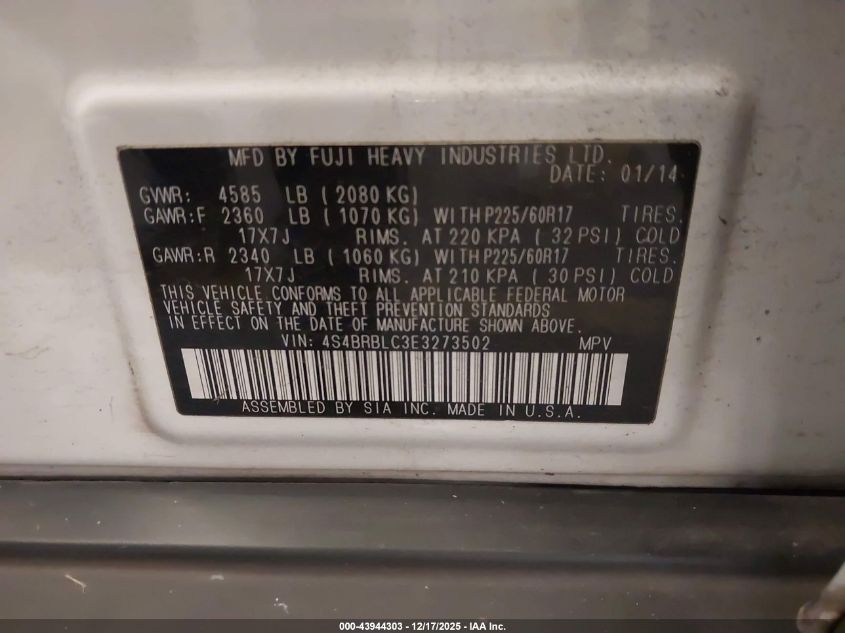 MFD BY FUJI HEAVY INDUSTRIES LTD.
DATE: 01/14
GVWR: 4585 LB ( 2080 KG)
GAWR:F 2360 LB ( 1070 KG) WITH P225/60R17 TIRES.
17X7J RIMS. AT 220 KPA ( 32 PSI) COLD
GAWR:R 2340 LB ( 1060 KG) WITH P225/60R17 TIRES.
17X7J RIMS. AT 210 KPA ( 30 PSI) COLD
THIS VEHICLE CONFORMS TO ALL APPLICABLE FEDERAL MOTOR
VEHICLE SAFETY AND THEFT PREVENTION STANDARDS
IN EFFECT ON THE DATE OF MANUFACTURE SHOWN ABOVE.
VIN: 4S4BRBLC3E3273502 MPV
ASSEMBLED BY SIA INC. MADE IN U.S.A.
000-43944303 - 12/17/2025 - IAA Inc.